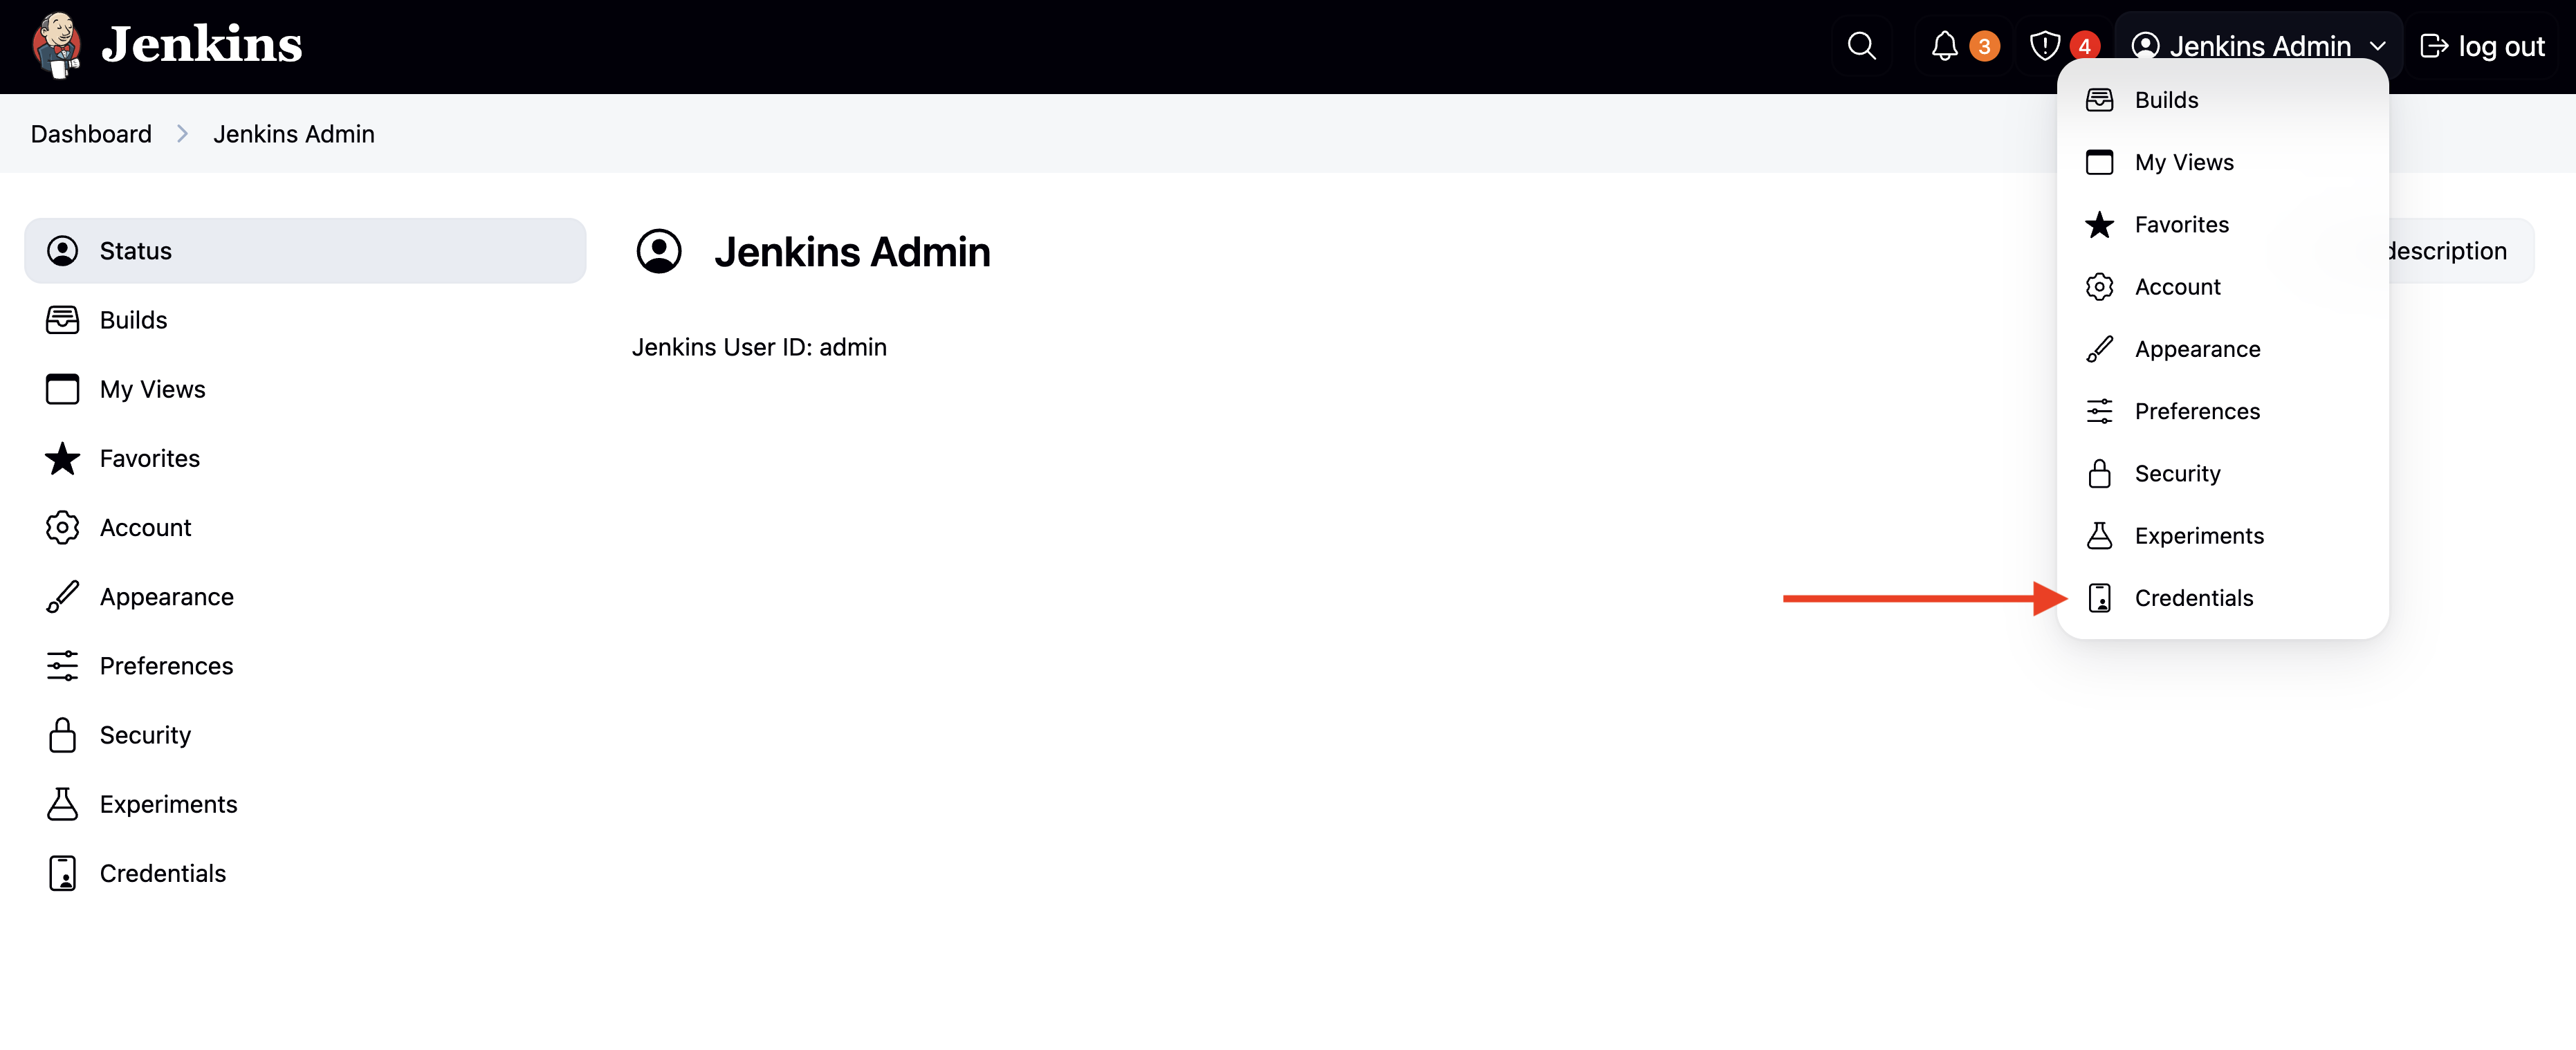 Jenkins
3
4
Jenkins Admin
log out
Dashboard
Jenkins Admin
Status
Builds
My Views
Favorites
Account
Appearance
Preferences
Security
Experiments
Credentials
Jenkins Admin
description
Jenkins User ID: admin
Builds
My Views
Favorites
Account
Appearance
Preferences
Security
Experiments
Credentials